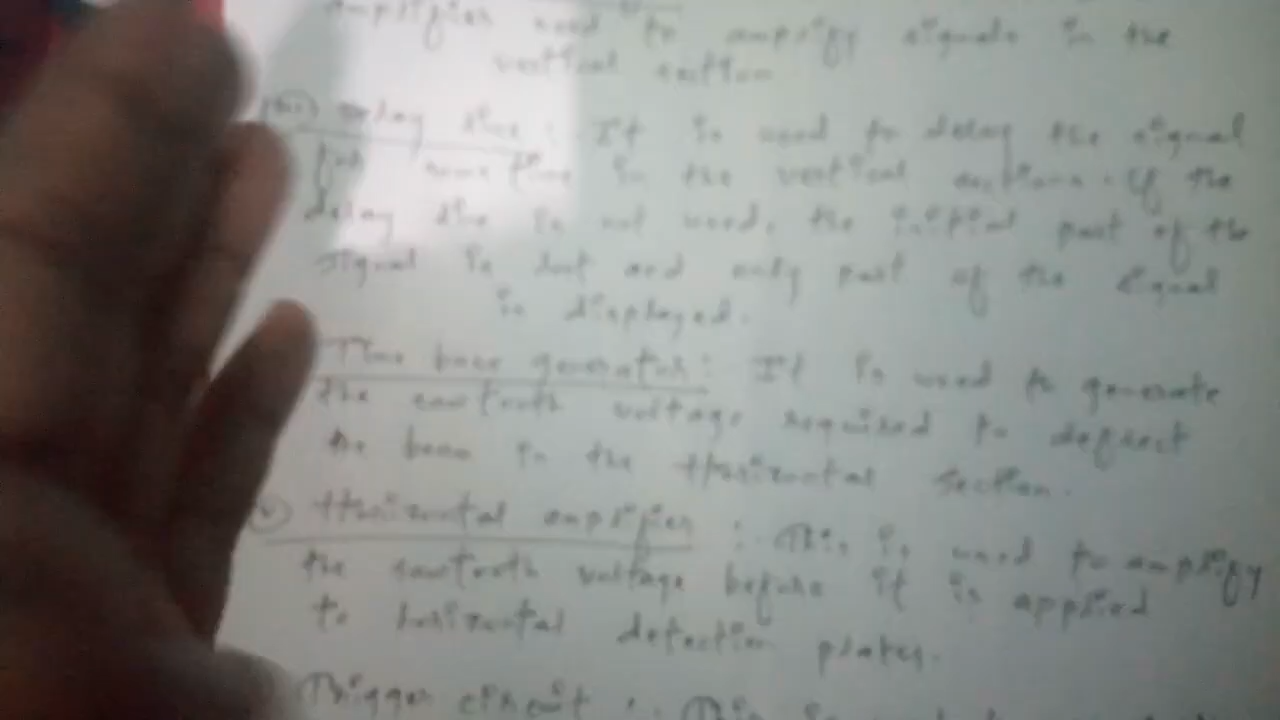 Amplifier used to amplify signals in the
vertical section
(iii) Delay line : It is used to delay the signal
for some time in the vertical sections. If the
delay line is not used, the initial part of the
signal is lost and only part of the signal
is displayed.
Time base generator : It is used to generate
the sawtooth voltage required to deflect
the beam in the Horizontal section.
v) Horizontal amplifier : This is used to amplify
the sawtooth voltage before it is applied
to horizontal deflection plates.
Trigger circuit : This is